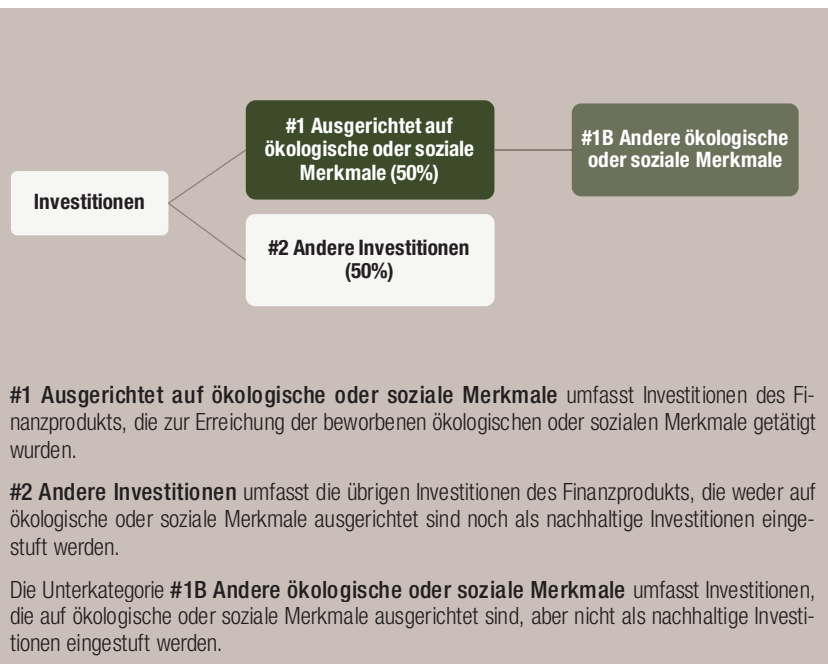 #1 Ausgerichtet auf
ökologische oder soziale
Merkmale (50%)
#1B Andere ökologische
oder soziale Merkmale
Investitionen
#2 Andere Investitionen
(50%)
#1 Ausgerichtet auf ökologische oder soziale Merkmale umfasst Investitionen des Fi-
nanzprodukts, die zur Erreichung der beworbenen ökologischen oder sozialen Merkmale getätigt
wurden.
#2 Andere Investitionen umfasst die übrigen Investitionen des Finanzprodukts, die weder auf
ökologische oder soziale Merkmale ausgerichtet sind noch als nachhaltige Investitionen einge-
stuft werden.
Die Unterkategorie #1B Andere ökologische oder soziale Merkmale umfasst Investitionen,
die auf ökologische oder soziale Merkmale ausgerichtet sind, aber nicht als nachhaltige Investi-
tionen eingestuft werden.